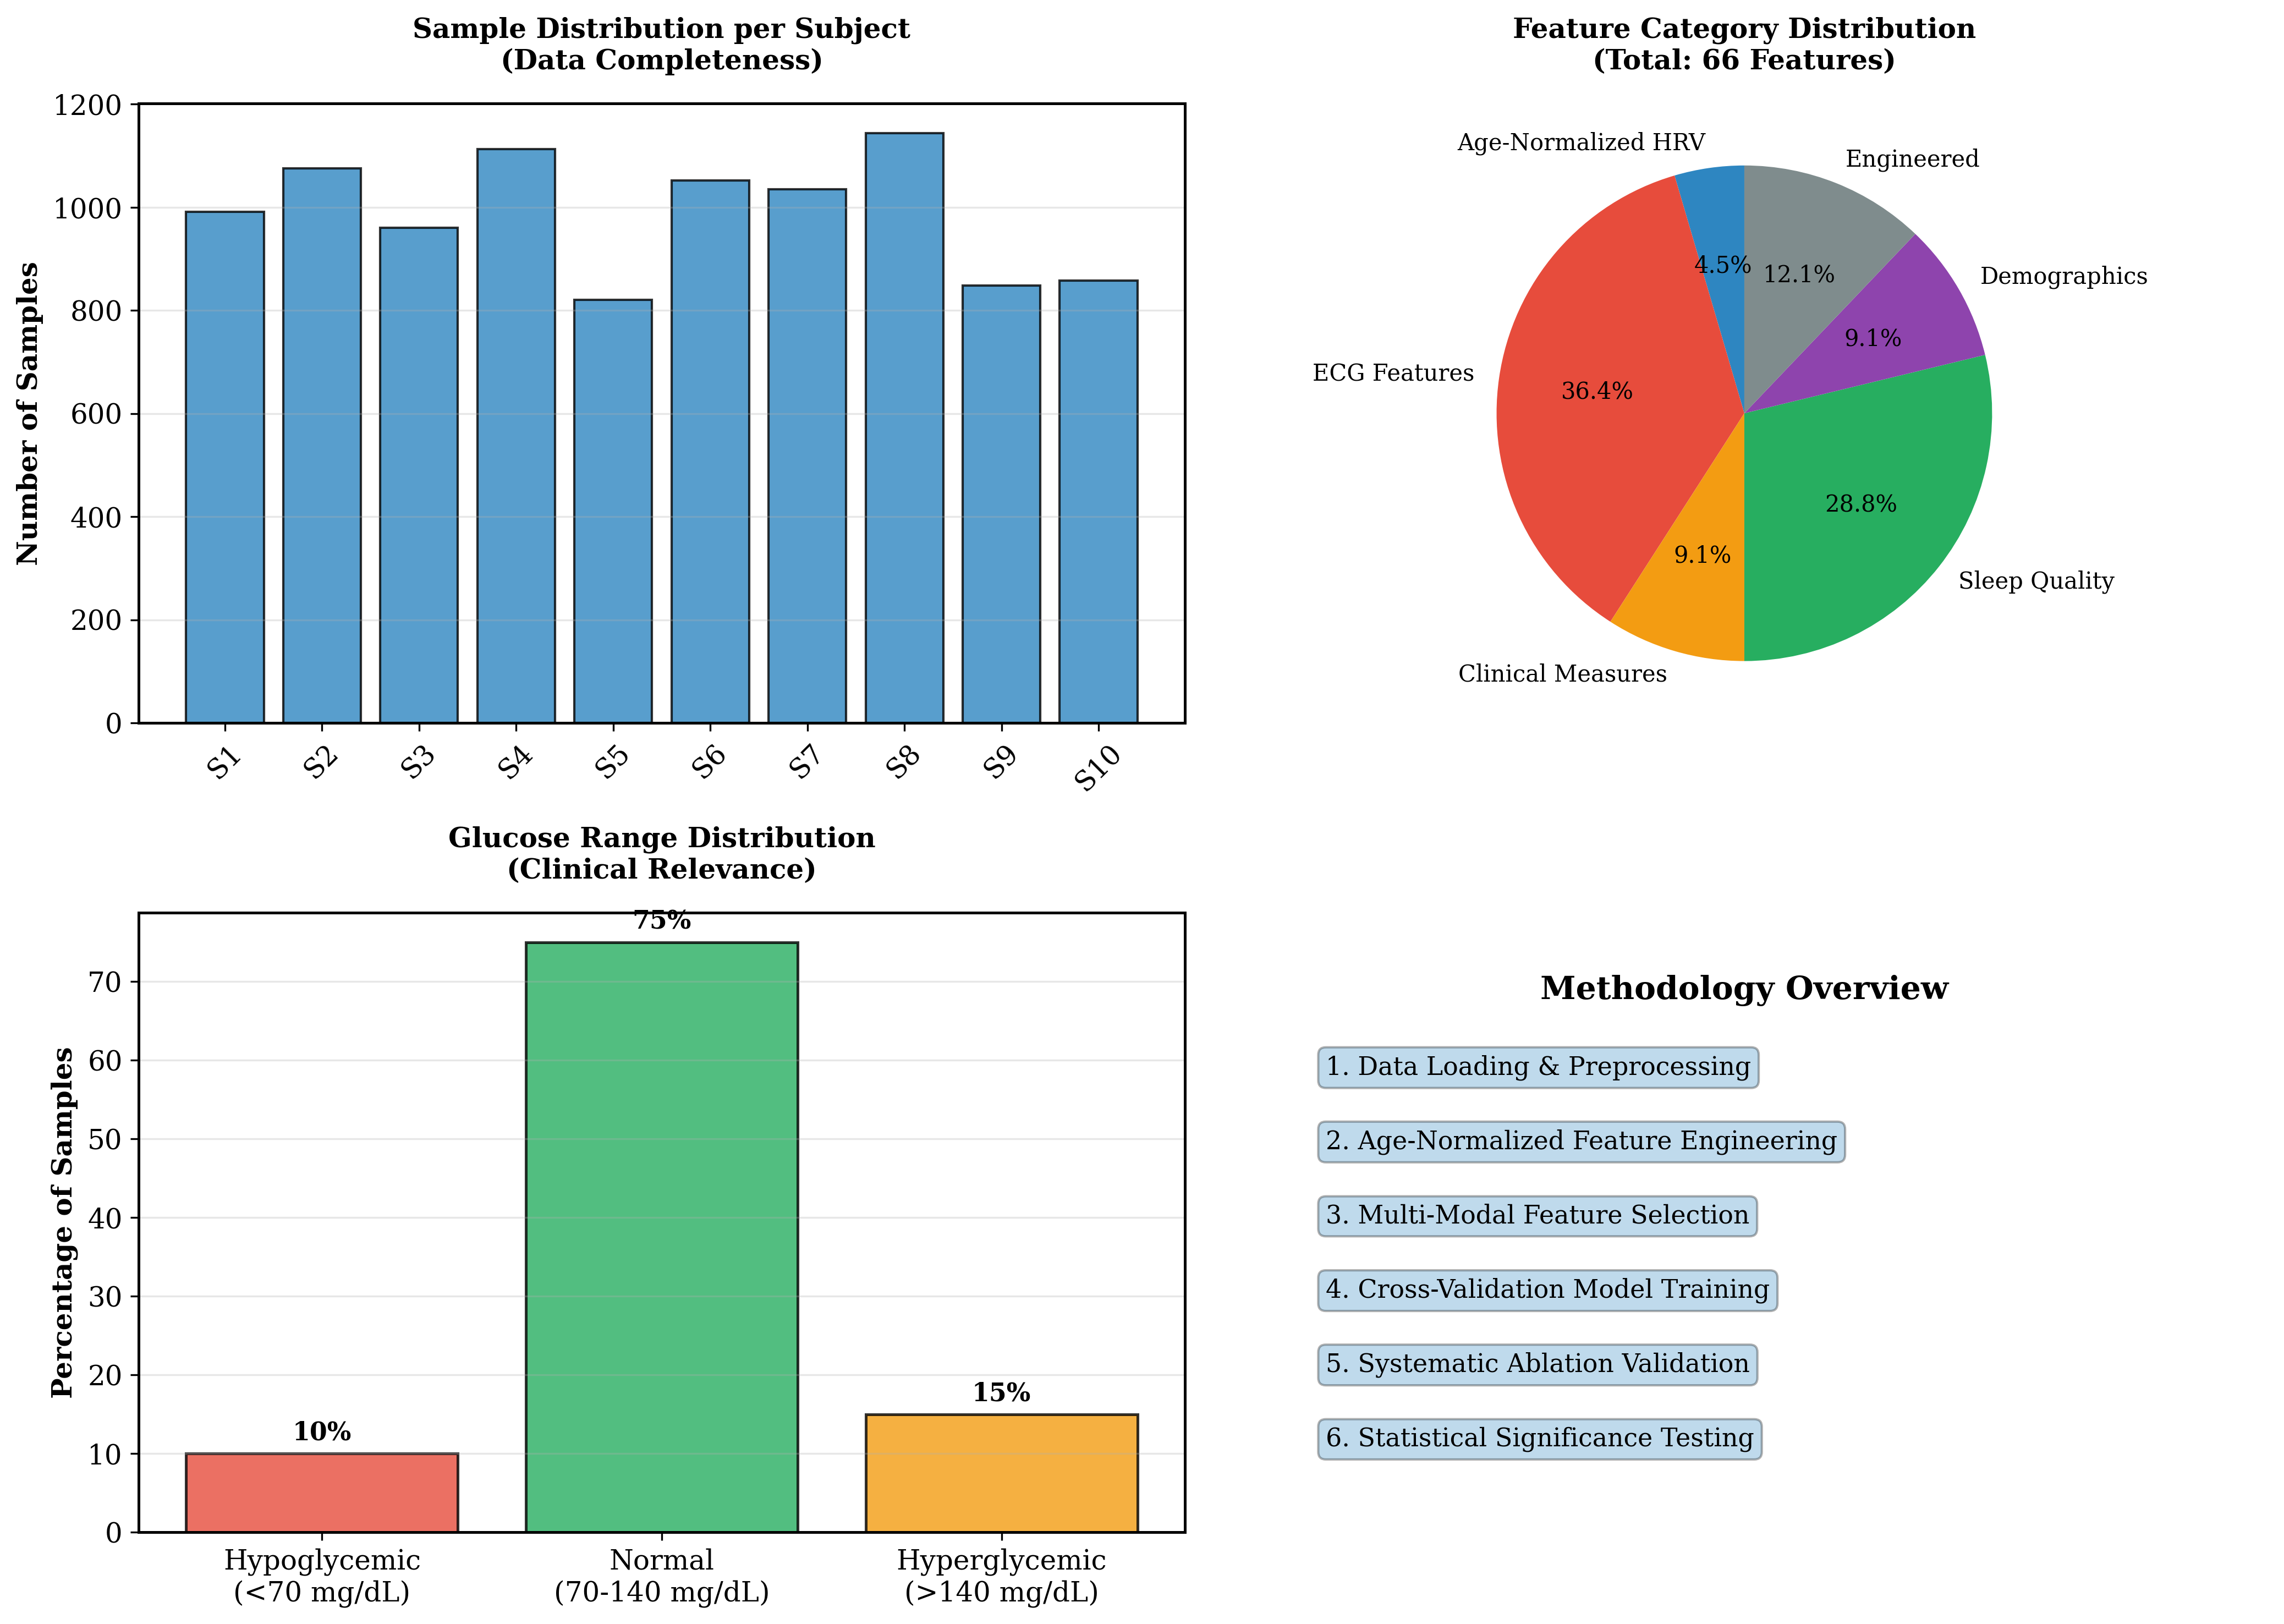 Sample Distribution per Subject
(Data Completeness)
Number of Samples
1200
1000
800
600
400
200
0
S1
S2
S3
S4
S5
S6
S7
S8
S9
S10
Feature Category Distribution
(Total: 66 Features)
Age-Normalized HRV
Engineered
4.5%
12.1%
Demographics
9.1%
ECG Features
36.4%
28.8%
Sleep Quality
9.1%
Clinical Measures
Glucose Range Distribution
(Clinical Relevance)
Percentage of Samples
70
60
50
40
30
20
10
0
10%
75%
15%
Hypoglycemic
(<70 mg/dL)
Normal
(70-140 mg/dL)
Hyperglycemic
(>140 mg/dL)
Methodology Overview
1. Data Loading & Preprocessing
2. Age-Normalized Feature Engineering
3. Multi-Modal Feature Selection
4. Cross-Validation Model Training
5. Systematic Ablation Validation
6. Statistical Significance Testing